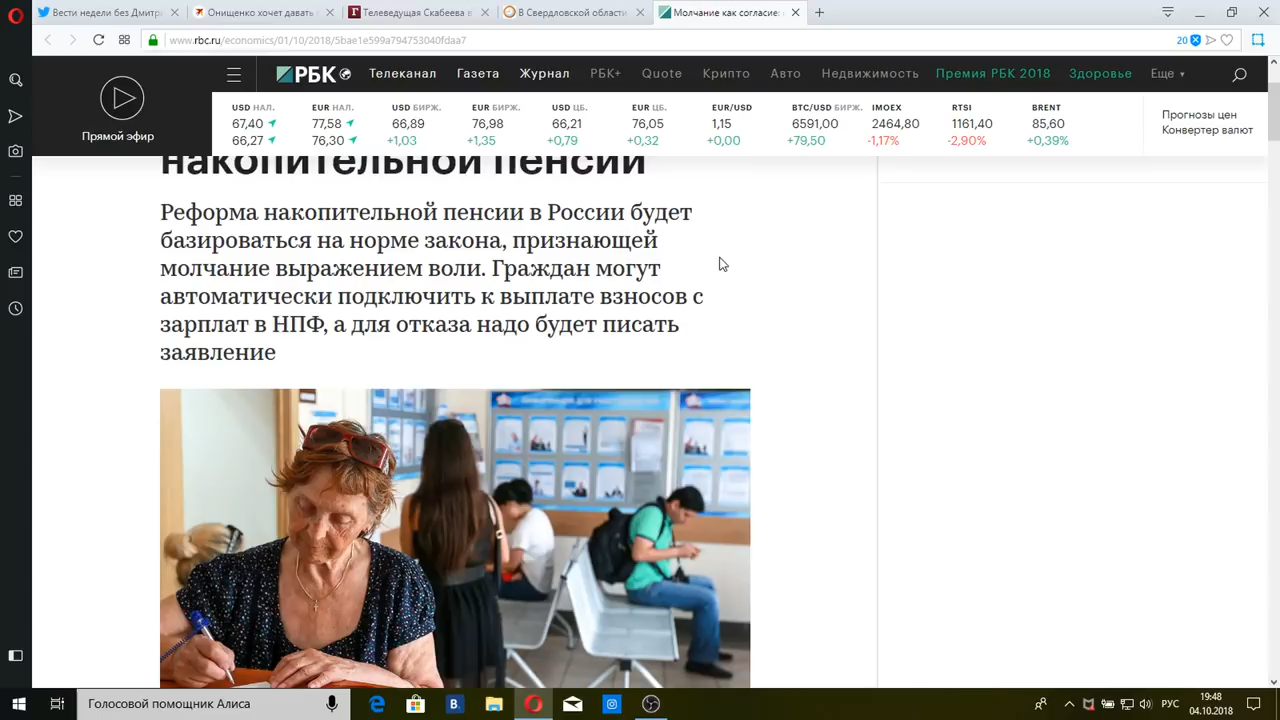 Вести недели без Дмитри
Онищенко хочет давать
Телеведущая Скабеева
В Свердловской области
Молчание как согласие:
www.rbc.ru/economics/01/10/2018/5bae1e599a794753040fdaa7
20
РБК
Телеканал
Газета
Журнал
РБК+
Quote
Крипто
Авто
Недвижимость
Премия РБК 2018
Здоровье
Еще
Прямой эфир
USD НАЛ. EUR НАЛ. USD БИРЖ. EUR БИРЖ. USD ЦБ. EUR ЦБ. EUR/USD BTC/USD БИРЖ. IMOEX RTSI BRENT
67,40 77,58 66,89 76,98 66,21 76,05 1,15 6591,00 2464,80 1161,40 85,60
66,27 76,30 +1,03 +1,35 +0,79 +0,32 +0,00 +79,50 -1,17% -2,90% +0,39%
Прогнозы цен
Конвертер валют
накопительной пенсии
Реформа накопительной пенсии в России будет
базироваться на норме закона, признающей
молчание выражением воли. Граждан могут
автоматически подключить к выплате взносов с
зарплат в НПФ, а для отказа надо будет писать
заявление
Голосовой помощник Алиса
B.
РУС
19:48
04.10.2018